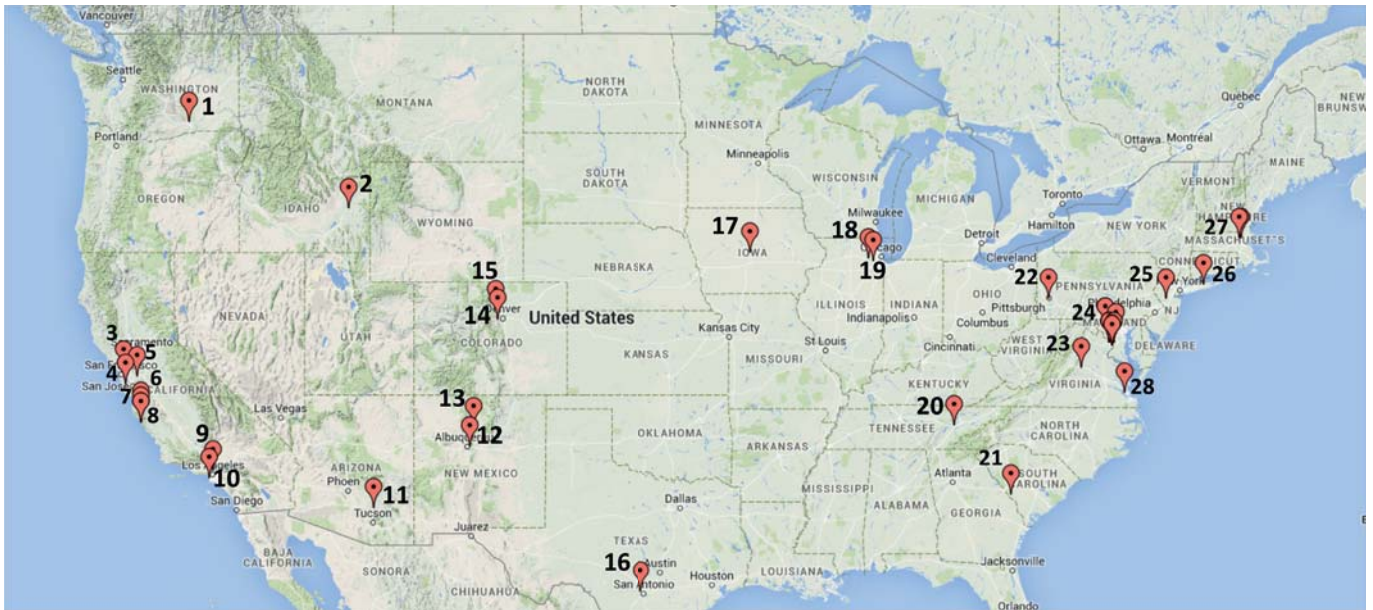 Vancouver
Seattle
WASHINGTON
1
Portland
MONTANA
NORTH
DAKOTA
MINNESOTA
Minneapolis
Québec
NEW
BRUNSW
Ottawa
Montréal
MAINE
OREGON
IDAHO
2
SOUTH
DAKOTA
WISCONSIN
MICHIGAN
Toronto
Hamilton
VERMONT
NEW YORK
NEW
HAMPSHIRE
27
MASSACHUSETTS
WYOMING
17
IOWA
Milwaukee
18
Chicago
19
Detroit
Cleveland
CONNECTICUT
26
NEBRASKA
22
PENNSYLVANIA
25
New York
15
14
Denver
United States
ILLINOIS
INDIANA
Indianapolis
OHIO
Columbus
Pittsburgh
24
Philadelphia
NJ
NEVADA
UTAH
COLORADO
Kansas City
KANSAS
MISSOURI
St Louis
Cincinnati
WEST
VIRGINIA
23
MARYLAND
DELAWARE
3
Sacramento
5
San Francisco
4
6
San Jose
CALIFORNIA
7
8
Las Vegas
13
KENTUCKY
VIRGINIA
28
20
TENNESSEE
NORTH
CAROLINA
9
Los Angeles
10
San Diego
ARIZONA
Phoen
11
Tucson
Albuquerque
12
NEW MEXICO
OKLAHOMA
ARKANSAS
Atlanta
21
SOUTH
CAROLINA
Dallas
MISSISSIPPI
ALABAMA
GEORGIA
Juarez
BAJA
CALIFORNIA
SONORA
CHIHUAHUA
TEXAS
16
Austin
San Antonio
Houston
LOUISIANA
Jacksonville
Orlando